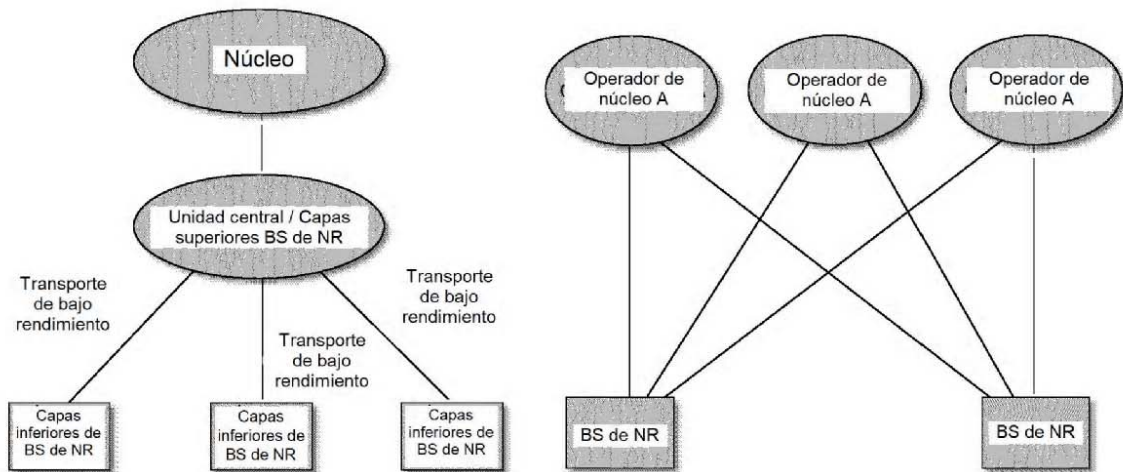 Núcleo
Unidad central / Capas
superiores BS de NR
Transporte
de bajo
rendimiento
Transporte
de bajo
rendimiento
Transporte
de bajo
rendimiento
Capas
inferiores de
BS de NR
Capas
inferiores de
BS de NR
Capas
inferiores de
BS de NR
Operador de
núcleo A
Operador de
núcleo A
Operador de
núcleo A
BS de NR
BS de NR